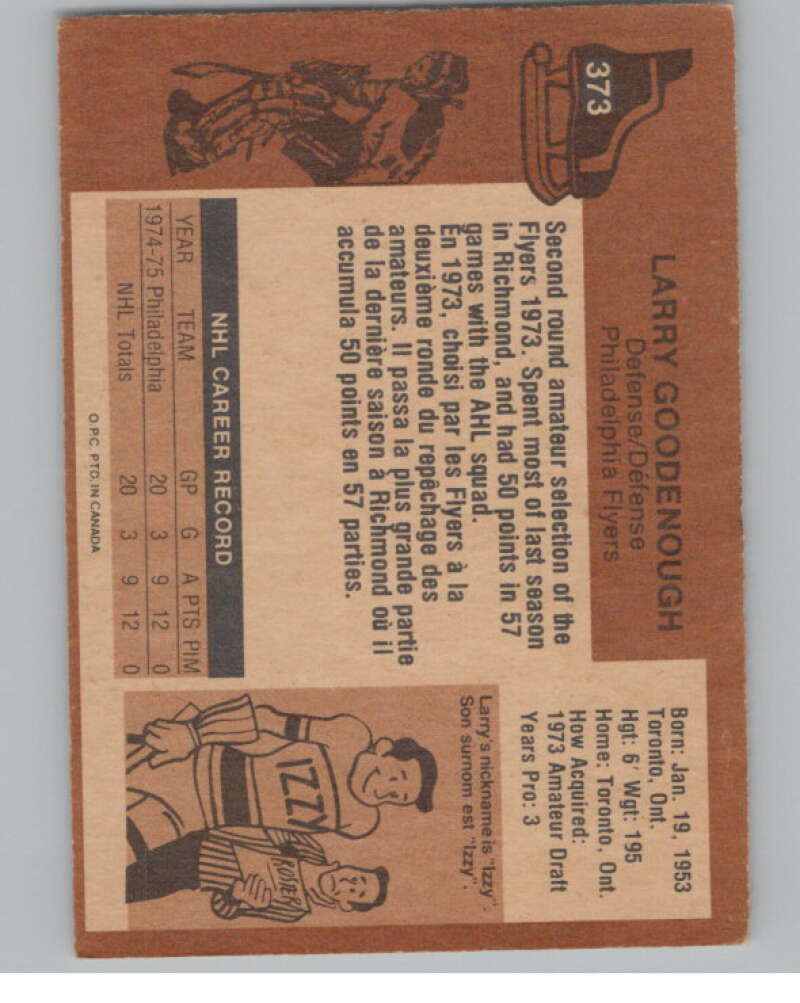 373
LARRY GOODENOUGH
Defense/Défense
Philadelphia Flyers
Born: Jan. 19, 1953
Toronto, Ont.
Hgt: 6' Wgt: 195
Home: Toronto, Ont.
How Acquired:
1973 Amateur Draft
Years Pro: 3
Second round amateur selection of the
Flyers 1973. Spent most of last season
in Richmond, and had 50 points in 57
games with the AHL squad.
En 1973, choisi par les Flyers à la
deuxième ronde du repêchage des
amateurs. Il passa la plus grande partie
de la dernière saison à Richmond où il
accumula 50 points en 57 parties.
Larry's nickname is "Izzy".
Son surnom est "Izzy".
IZZY
ROSTER
NHL CAREER RECORD
YEAR TEAM GP G A PTS PIM
1974-75 Philadelphia 20 3 9 12 0
NHL Totals 20 3 9 12 0
O.P.C. PTD. IN CANADA